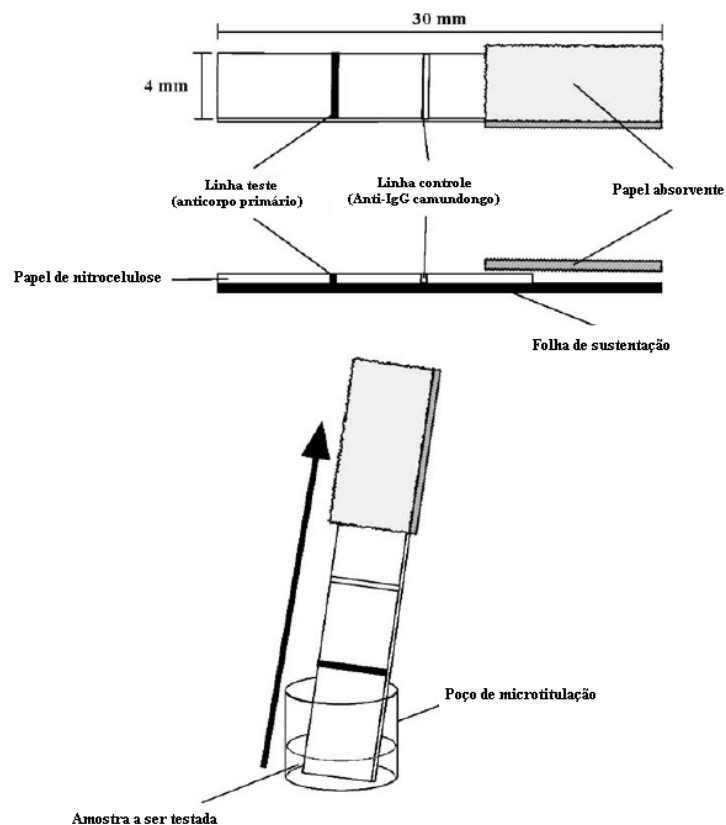 30 mm
4 mm
Linha teste
(anticorpo primário)
Linha controle
(Anti-IgG camundongo)
Papel absorvente
Papel de nitrocelulose
Folha de sustentação
Poço de microtitulação
Amostra a ser testada